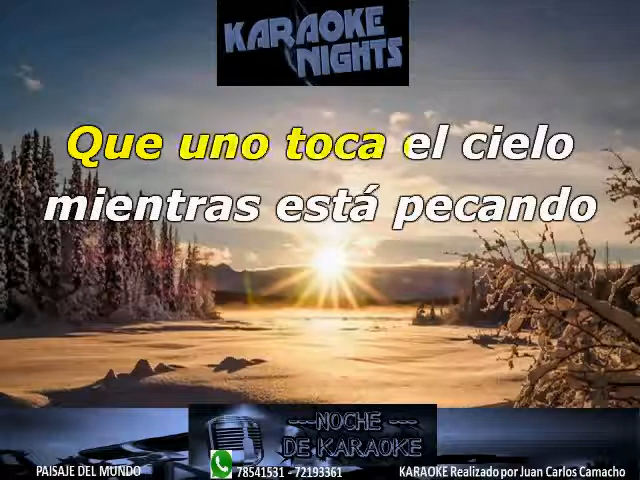 KARAOKE
NIGHTS
Que uno toca el cielo
mientras está pecando
---NOCHE---
DE KARAOKE
PAISAJE DEL MUNDO
78541531 - 72193361
KARAOKE Realizado por Juan Carlos Camacho